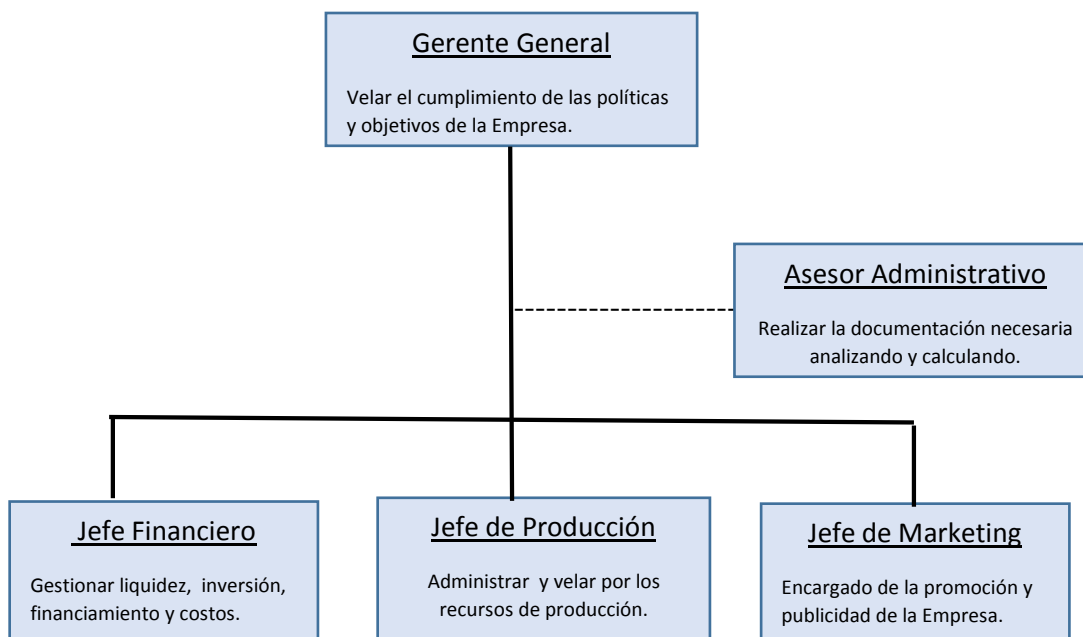 Gerente General
Velar el cumplimiento de las políticas
y objetivos de la Empresa.
Asesor Administrativo
Realizar la documentación necesaria
analizando y calculando.
Jefe Financiero
Gestionar liquidez, inversión,
financiamiento y costos.
Jefe de Producción
Administrar y velar por los
recursos de producción.
Jefe de Marketing
Encargado de la promoción y
publicidad de la Empresa.